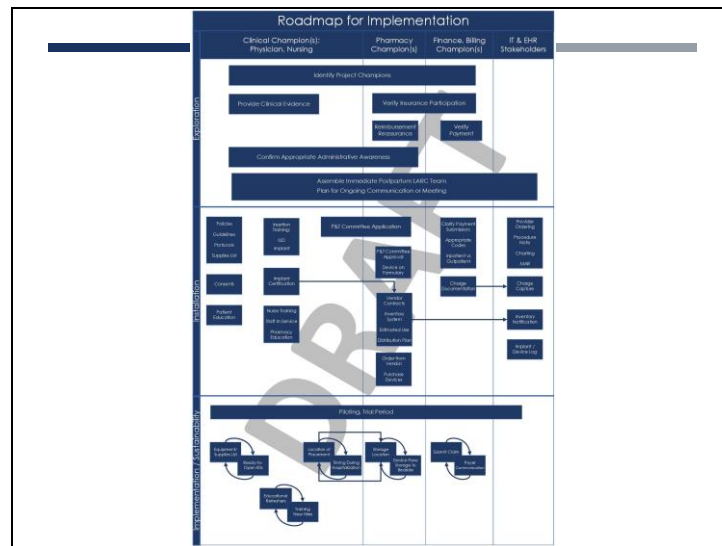 Roadmap for Implementation
Clinical Champion(s):
Physician, Nursing
Pharmacy
Champion(s)
Finance, Billing
Champion(s)
IT & EHR
Stakeholders
Exploration
Identify Project Champions
Provide Clinical Evidence
Verify Insurance Participation
Reimbursement
Reassurance
Verify
Payment
Confirm Appropriate Administrative Awareness
Assemble Immediate Postpartum LARC Team
Plan for Ongoing Communication or Meeting
Installation
Policies
Guidelines
Protocols
Supplies List
Consents
Patient
Education
Insertion
Training
IUD
Implant
Implant
Certification
Nurse Training
Staff In-Service
Pharmacy
Education
P&T Committee Application
P&T Committee
Approval
Device on
Formulary
Vendor
Contracts
Inventory
System
Estimated Use
Distribution Plan
Order from
Vendor
Purchase
Devices
Clarify Payment
Submission
Appropriate
Codes
Inpatient vs
Outpatient
Charge
Documentation
Provider
Ordering
Procedure
Note
Charting
Charge
Capture
Inventory
Notification
Implant /
Device Log
Implementation / Sustainability
Piloting, Trial Period
Equipment/
Supplies List
Location of
Placement
Timing During
Hospitalization
Storage
Location
Device From
Storage to
Bedside
Submit Claim
Payor
Communication
Educational
Refreshers
Training
New Hires
DRAFT